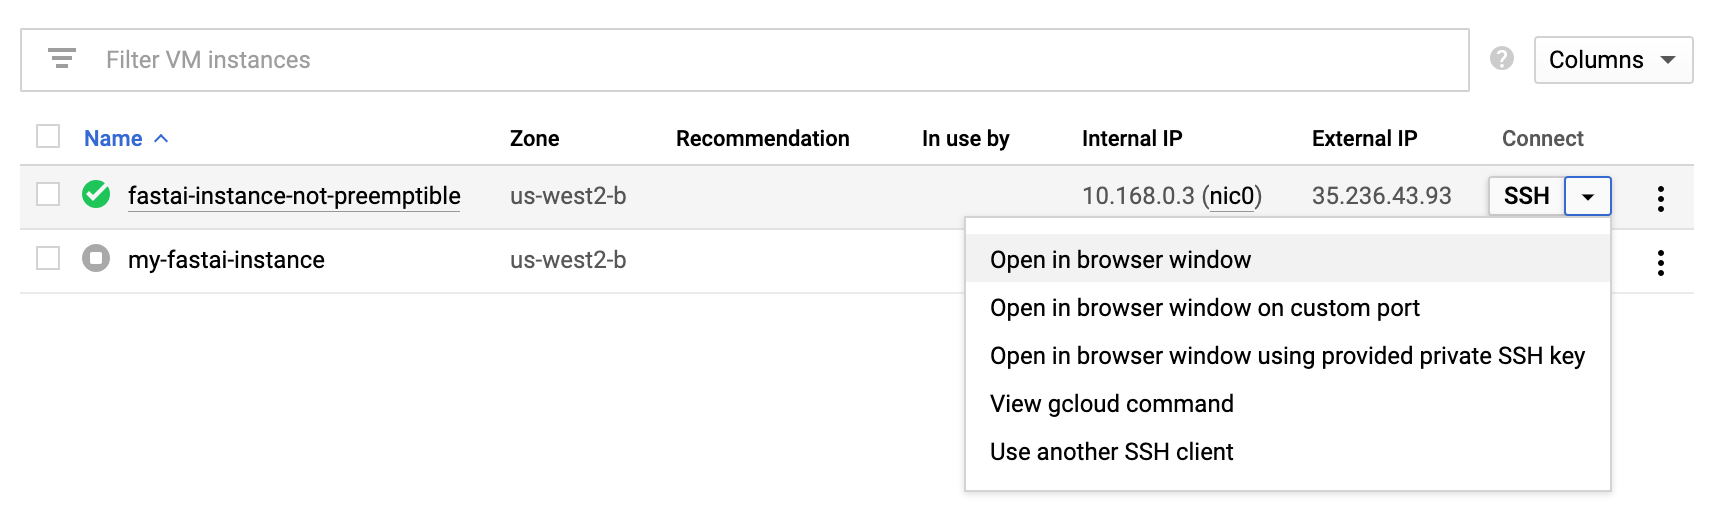 Filter VM instances
Columns
Name Zone Recommendation In use by Internal IP External IP Connect
fastai-instance-not-preemptible us-west2-b 10.168.0.3 (nic0) 35.236.43.93 SSH
my-fastai-instance us-west2-b
Open in browser window
Open in browser window on custom port
Open in browser window using provided private SSH key
View gcloud command
Use another SSH client